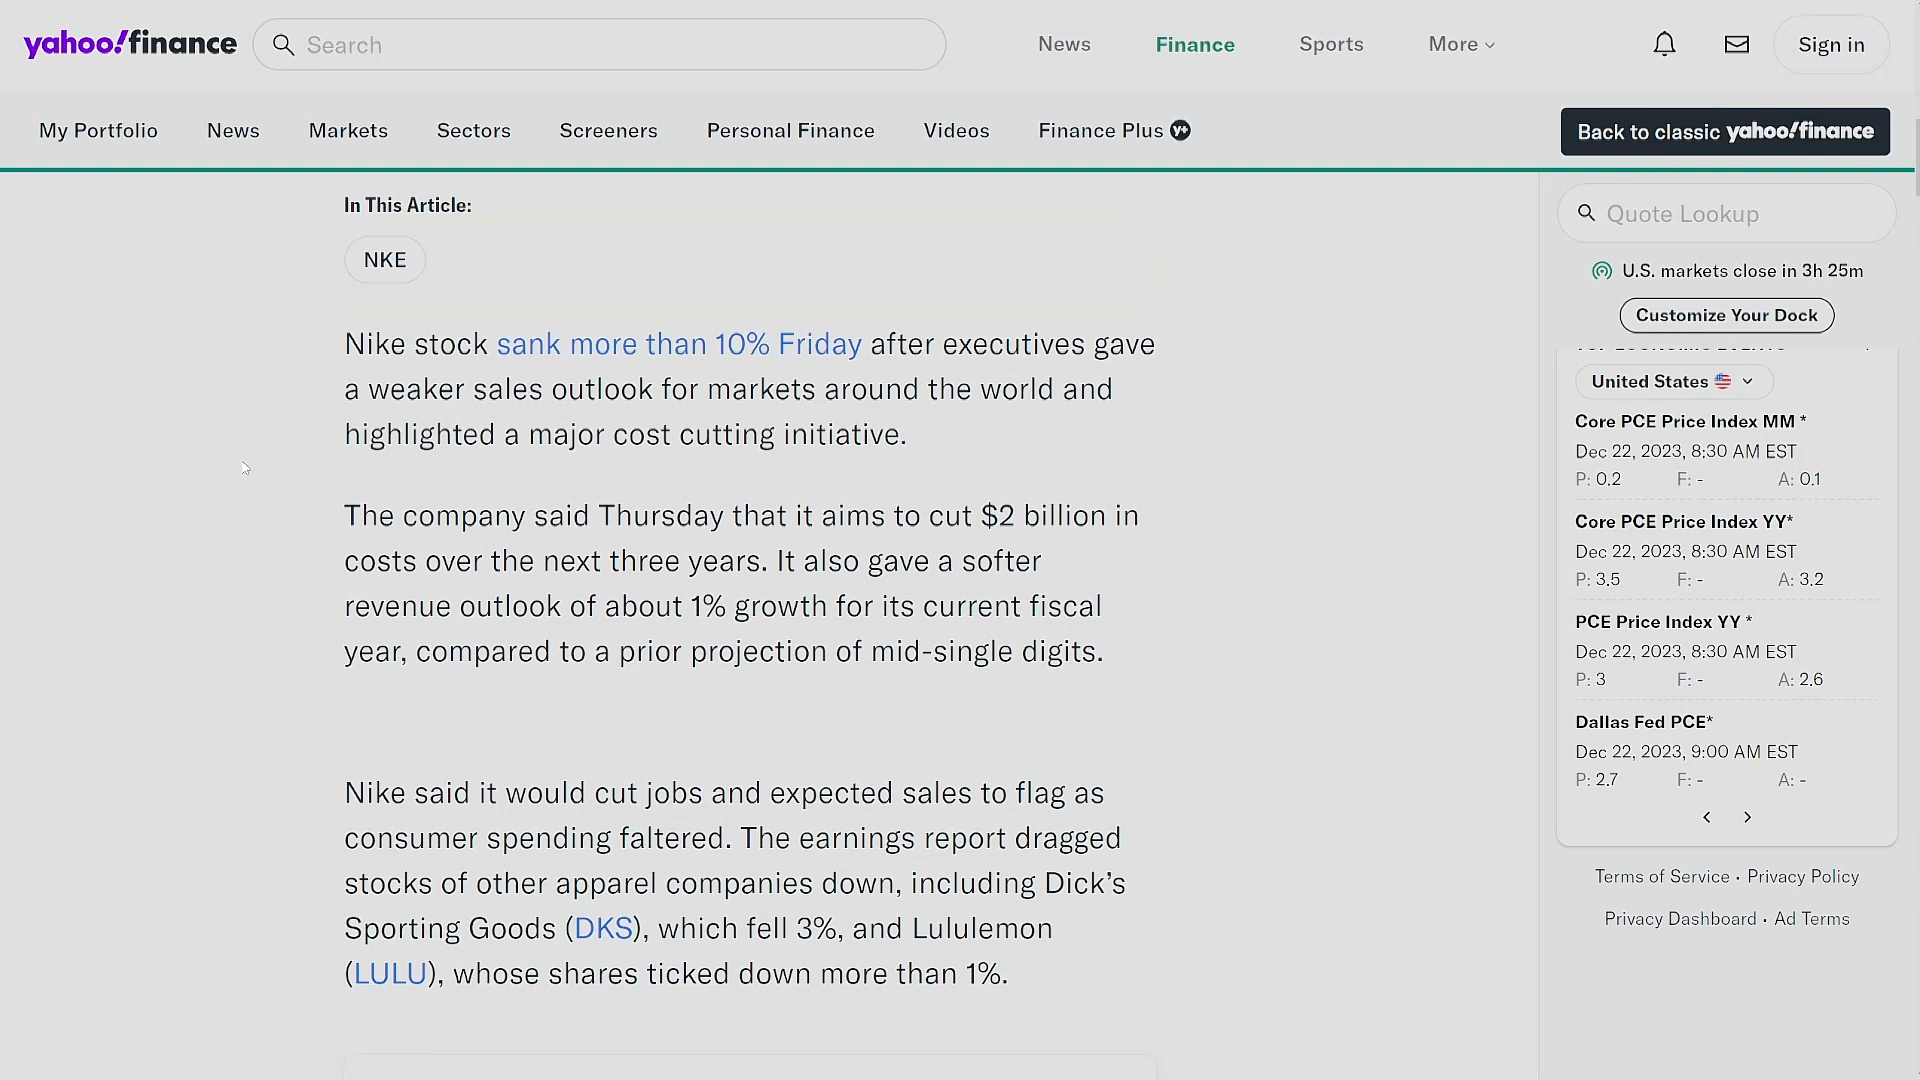 yahoo!finance
Search
News
Finance
Sports
More
Sign in
My Portfolio
News
Markets
Sectors
Screeners
Personal Finance
Videos
Finance Plus y+
Back to classic yahoo!finance
In This Article:
NKE
Nike stock sank more than 10% Friday after executives gave
a weaker sales outlook for markets around the world and
highlighted a major cost cutting initiative.
The company said Thursday that it aims to cut $2 billion in
costs over the next three years. It also gave a softer
revenue outlook of about 1% growth for its current fiscal
year, compared to a prior projection of mid-single digits.
Nike said it would cut jobs and expected sales to flag as
consumer spending faltered. The earnings report dragged
stocks of other apparel companies down, including Dick’s
Sporting Goods (DKS), which fell 3%, and Lululemon
(LULU), whose shares ticked down more than 1%.
Quote Lookup
U.S. markets close in 3h 25m
Customize Your Dock
United States
Core PCE Price Index MM *
Dec 22, 2023, 8:30 AM EST
P: 0.2 F: - A: 0.1
Core PCE Price Index YY*
Dec 22, 2023, 8:30 AM EST
P: 3.5 F: - A: 3.2
PCE Price Index YY *
Dec 22, 2023, 8:30 AM EST
P: 3 F: - A: 2.6
Dallas Fed PCE*
Dec 22, 2023, 9:00 AM EST
P: 2.7 F: - A: -
Terms of Service • Privacy Policy
Privacy Dashboard • Ad Terms